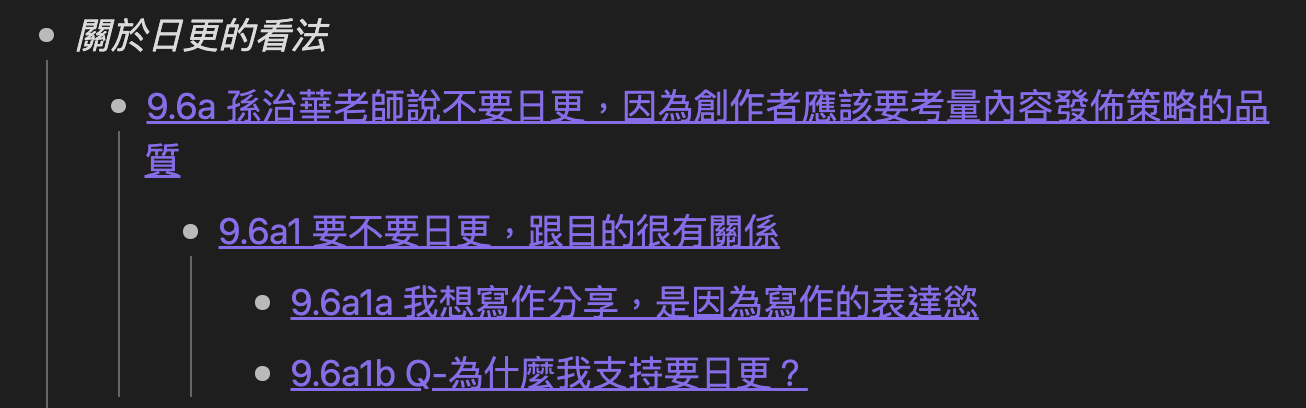 關於日更的看法
9.6a 孫治華老師說不要日更，因為創作者應該要考量內容發佈策略的品
質
9.6a1 要不要日更，跟目的很有關係
9.6a1a 我想寫作分享，是因為寫作的表達慾
9.6a1b Q-為什麼我支持要日更？